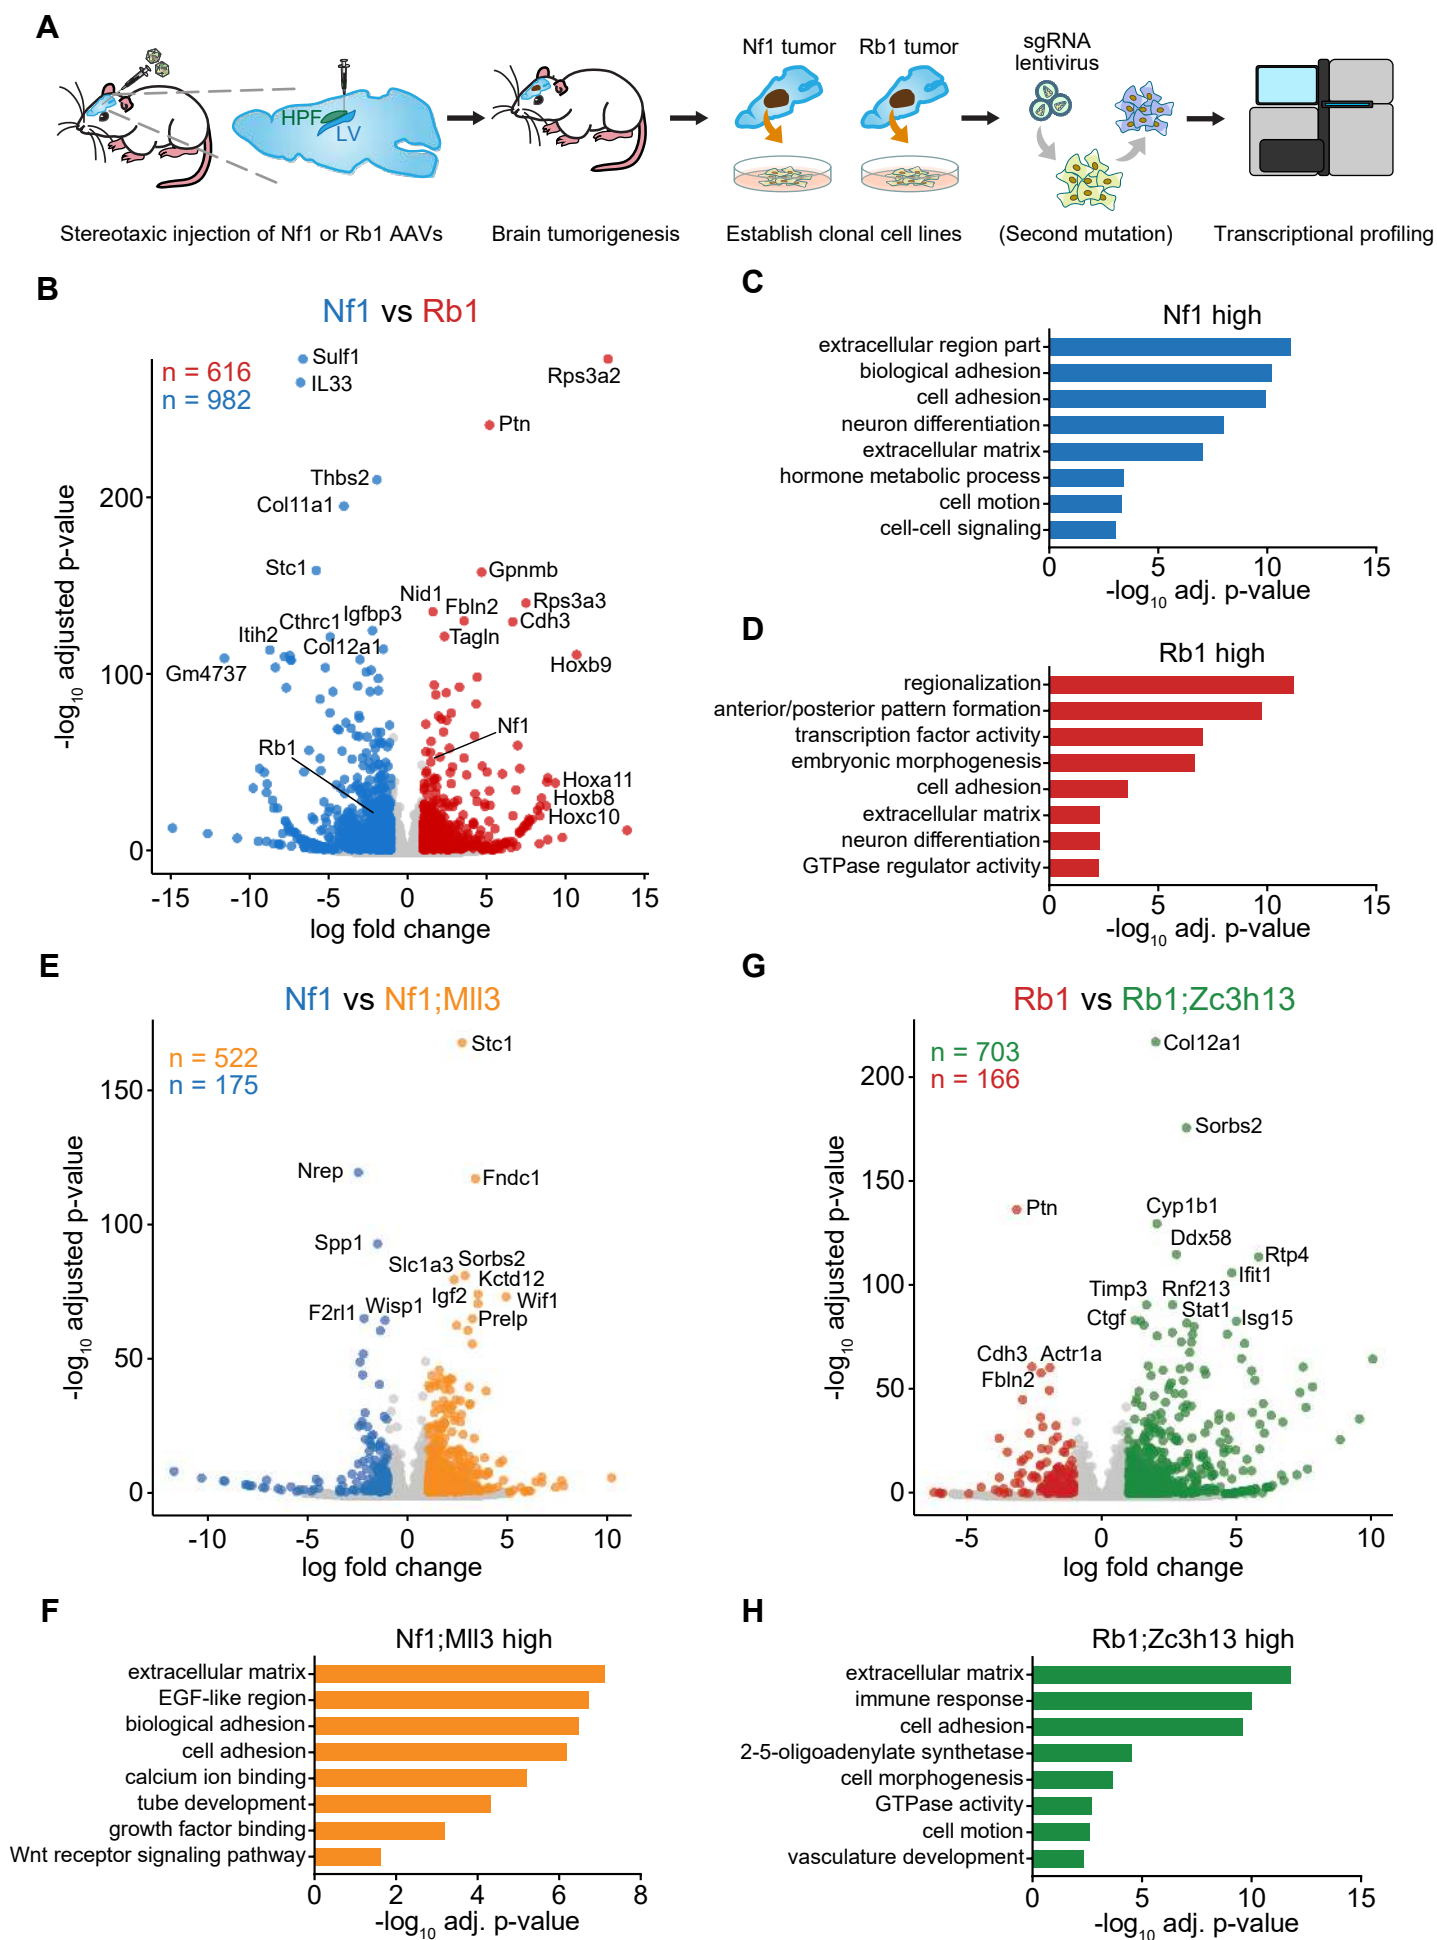 A
HPF
LV
Nf1 tumor
Rb1 tumor
sgRNA
lentivirus
Stereotaxic injection of Nf1 or Rb1 AAVs
Brain tumorigenesis
Establish clonal cell lines
(Second mutation)
Transcriptional profiling
B
Nf1 vs Rb1
n = 616
n = 982
Sulf1
IL33
Rps3a2
Ptn
Thbs2
Col11a1
Stc1
Gpnmb
Nid1
Fbln2
Rps3a3
Cdh3
Tagln
Cthrc1
Igfbp3
Itih2
Col12a1
Gm4737
Hoxb9
Rb1
Nf1
Hoxa11
Hoxb8
Hoxc10
200
100
0
-log10 adjusted p-value
-15 -10 -5 0 5 10 15
log fold change
C
Nf1 high
extracellular region part
biological adhesion
cell adhesion
neuron differentiation
extracellular matrix
hormone metabolic process
cell motion
cell-cell signaling
0 5 10 15
-log10 adj. p-value
D
Rb1 high
regionalization
anterior/posterior pattern formation
transcription factor activity
embryonic morphogenesis
cell adhesion
extracellular matrix
neuron differentiation
GTPase regulator activity
0 5 10 15
-log10 adj. p-value
E
Nf1 vs Nf1;Mll3
n = 522
n = 175
Stc1
Nrep
Fndc1
Spp1
Slc1a3
Sorbs2
Kctd12
Igf2
Wif1
F2rl1
Wisp1
Prelp
150
100
50
0
-log10 adjusted p-value
-10 -5 0 5 10
log fold change
G
Rb1 vs Rb1;Zc3h13
n = 703
n = 166
Col12a1
Sorbs2
Ptn
Cyp1b1
Ddx58
Rtp4
Ifit1
Timp3
Rnf213
Ctgf
Stat1
Isg15
Cdh3
Actr1a
Fbln2
200
150
100
50
0
-log10 adjusted p-value
-5 0 5 10
log fold change
F
Nf1;Mll3 high
extracellular matrix
EGF-like region
biological adhesion
cell adhesion
calcium ion binding
tube development
growth factor binding
Wnt receptor signaling pathway
0 2 4 6 8
-log10 adj. p-value
H
Rb1;Zc3h13 high
extracellular matrix
immune response
cell adhesion
2-5-oligoadenylate synthetase
cell morphogenesis
GTPase activity
cell motion
vasculature development
0 5 10 15
-log10 adj. p-value